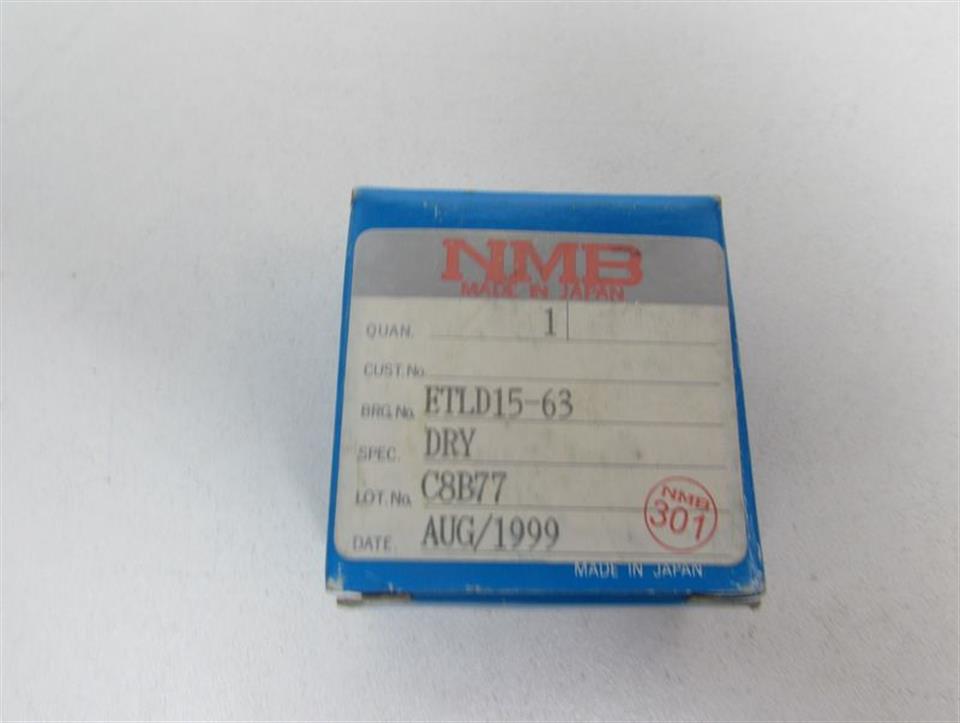 NMB
MADE IN JAPAN
QUAN. 1
CUST.No.
BRG.No. ETLD15-63
SPEC. DRY
LOT.No. C8B77
DATE. AUG/1999
NMB
301
MADE IN JAPAN